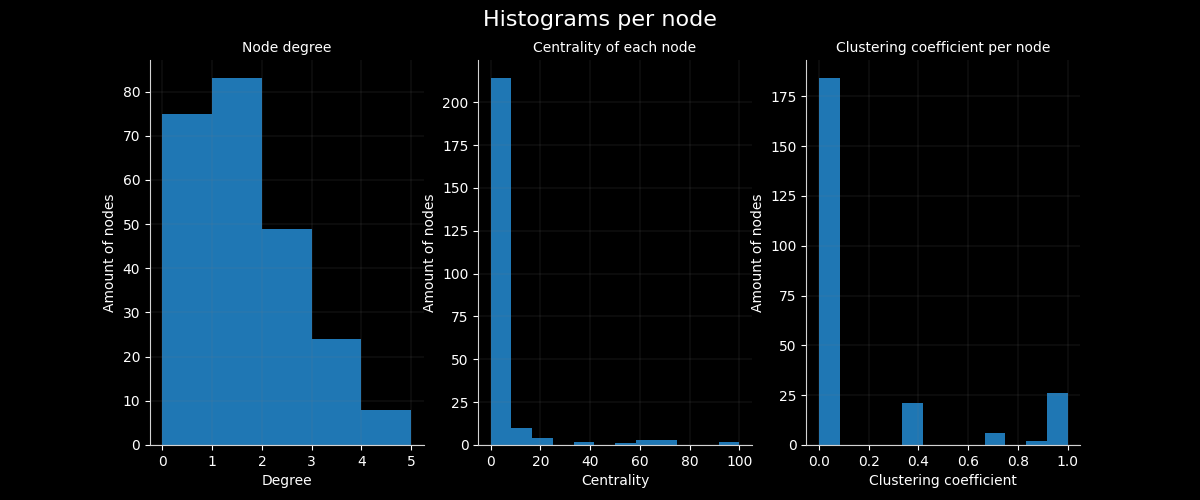 Histograms per node
Node degree
Amount of nodes
80
70
60
50
40
30
20
10
0
0 1 2 3 4 5
Degree
Centrality of each node
Amount of nodes
200
175
150
125
100
75
50
25
0
0 20 40 60 80 100
Centrality
Clustering coefficient per node
Amount of nodes
175
150
125
100
75
50
25
0
0.0 0.2 0.4 0.6 0.8 1.0
Clustering coefficient